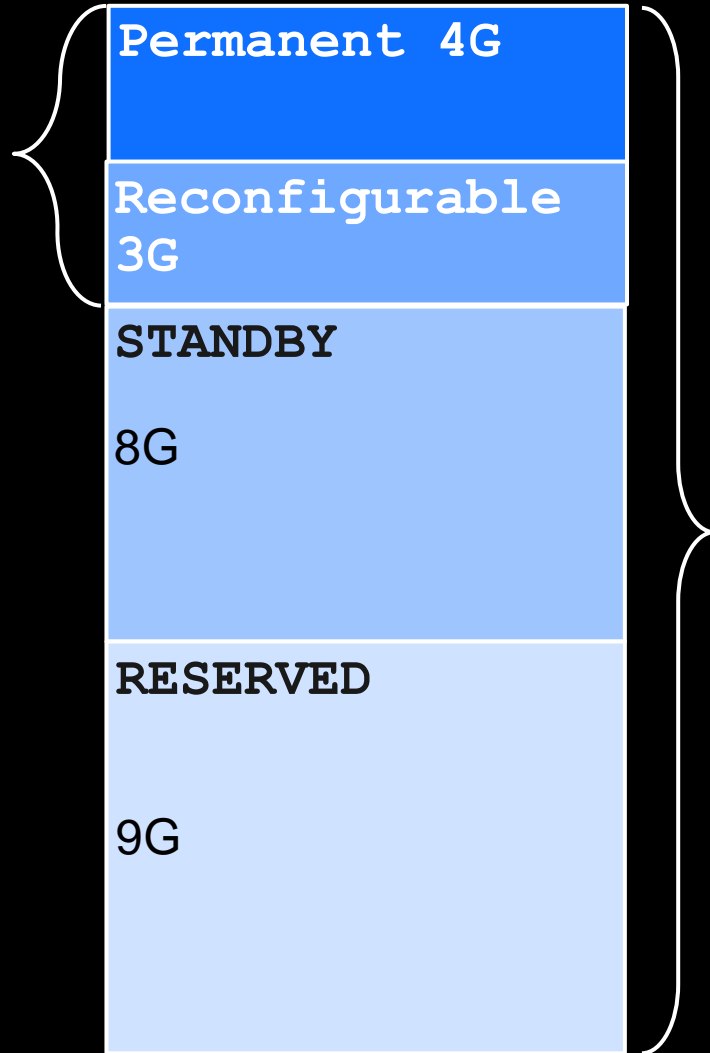 Permanent 4G
Reconfigurable
3G
STANDBY
8G
RESERVED
9G